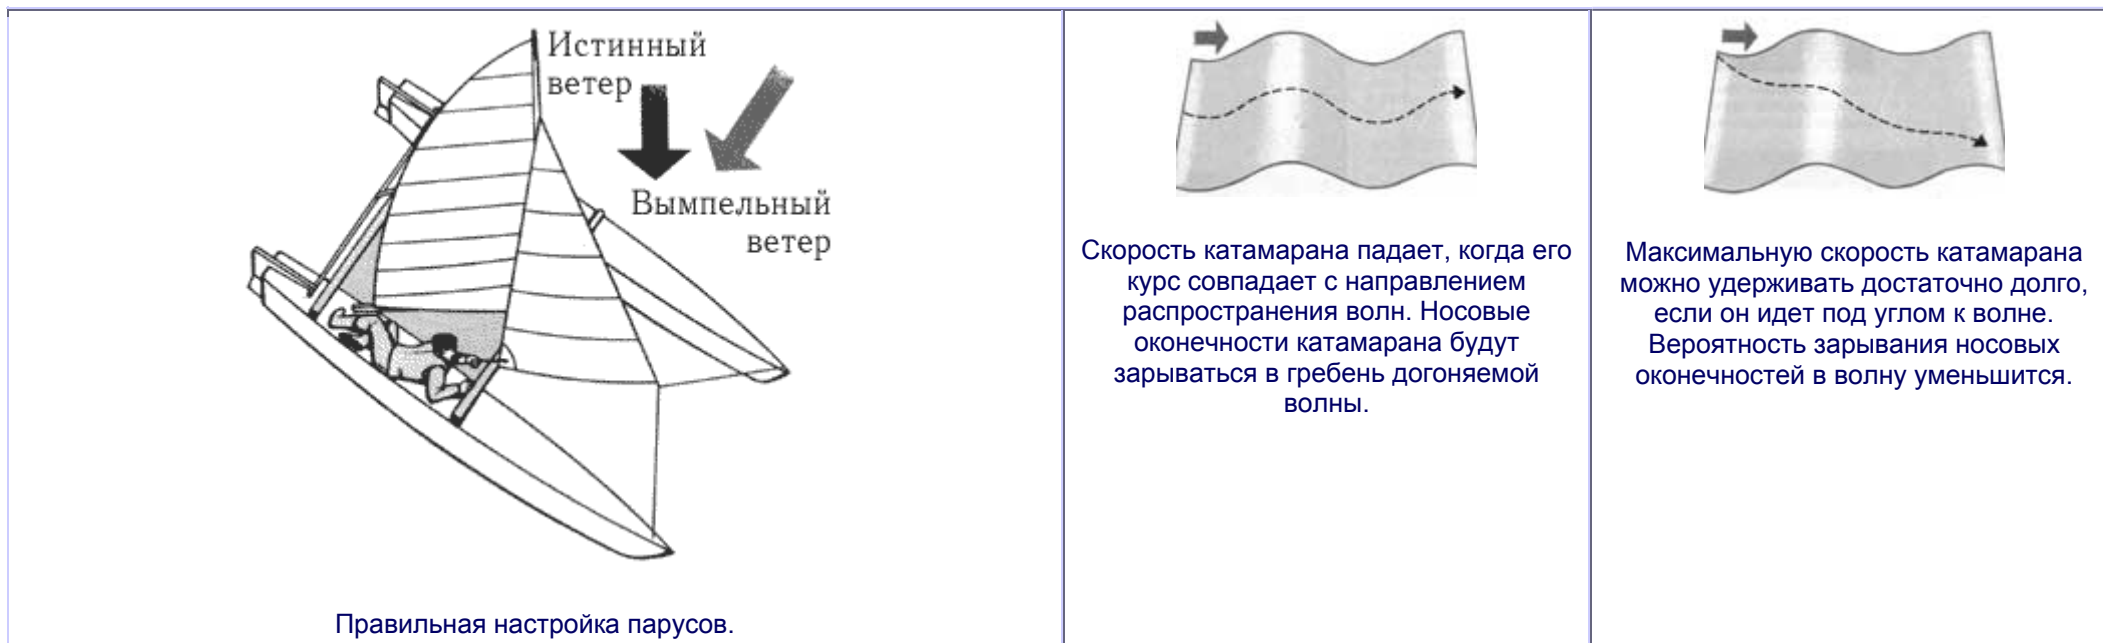 Истинный
ветер
Вымпельный
ветер
Правильная настройка парусов.
Скорость катамарана падает, когда его
курс совпадает с направлением
распространения волн. Носовые
оконечности катамарана будут
зарываться в гребень догоняемой
волны.
Максимальную скорость катамарана
можно удерживать достаточно долго,
если он идет под углом к волне.
Вероятность зарывания носовых
оконечностей в волну уменьшится.